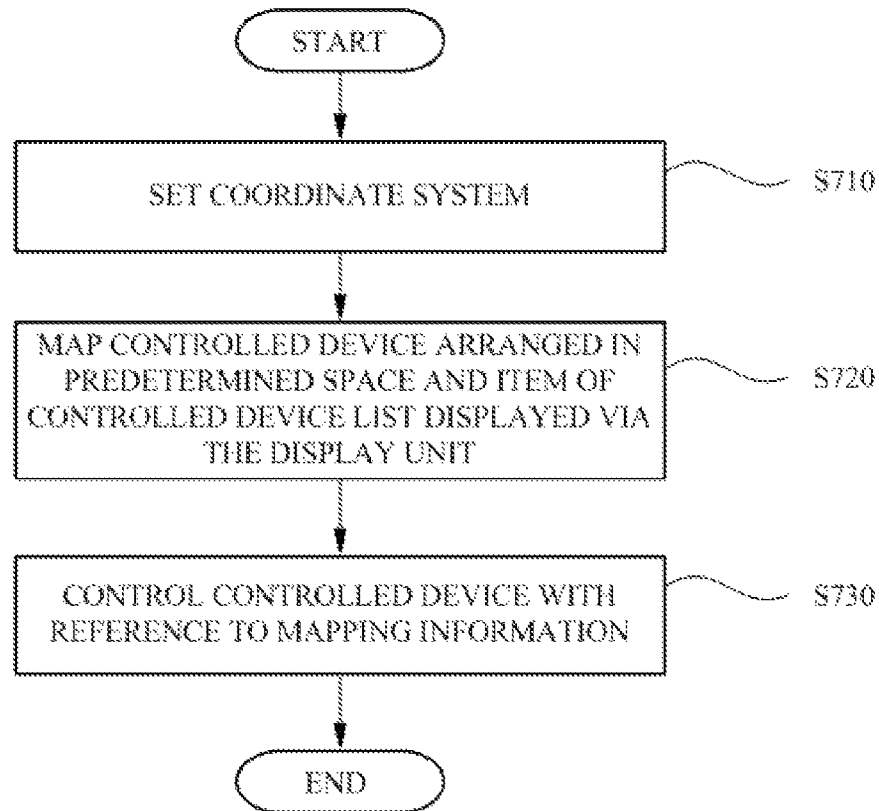 START
SET COORDINATE SYSTEM
S710
MAP CONTROLLED DEVICE ARRANGED IN
PREDETERMINED SPACE AND ITEM OF
CONTROLLED DEVICE LIST DISPLAYED VIA
THE DISPLAY UNIT
S720
CONTROL CONTROLLED DEVICE WITH
REFERENCE TO MAPPING INFORMATION
S730
END